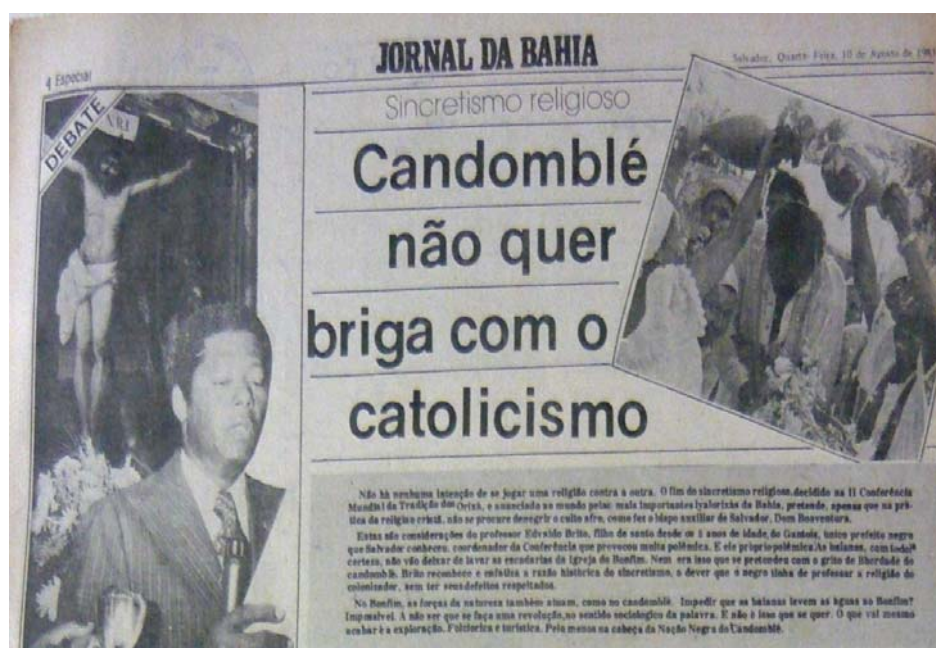 JORNAL DA BAHIA
4 Especial
Salvador, Quarta-Feira, 10 de Agosto de
DEBATE
Sincretismo religioso
Candomblé
não quer
briga com o
catolicismo
Não há nenhuma intenção de se jogar uma religião contra a outra. O fim do sincretismo religioso, decidido na II Conferência
Mundial da Tradição dos Orixá, e anunciado ao mundo pelas mais importantes Iyalorixás da Bahia, pretende, apenas que na prá-
tica da religião cristã, não se procure denegrir o culto afro, como fez o bispo auxiliar de Salvador, Dom Boaventura.
Estas são considerações do professor Edvaldo Brito, filho de santo desde os 5 anos de idade, do Gantois, único prefeito negro
que Salvador conheceu, coordenador da Conferência que provocou muita polêmica. E ele próprio polêmica. As baianas, com toda
certeza, não vão deixar de lavar as escadarias da Igreja do Bonfim. Nem era isso que se pretendeu com o grito de liberdade do
candomblé. Brito reconhece e enfatiza a razão histórica do sincretismo, o dever que o negro tinha de professar a religião do
colonizador, sem ter seus defeitos respeitados.
No Bonfim, as forças da natureza também atuam, como no candomblé. Impedir que as baianas levem as águas ao Bonfim?
Impossível. A não ser que se faça uma revolução, no sentido sociológico da palavra. E não é isso que se quer. O que vai mesmo
acabar é a exploração. Folclórica e turística. Pelo menos na cabeça da Nação Negra do Candomblé.